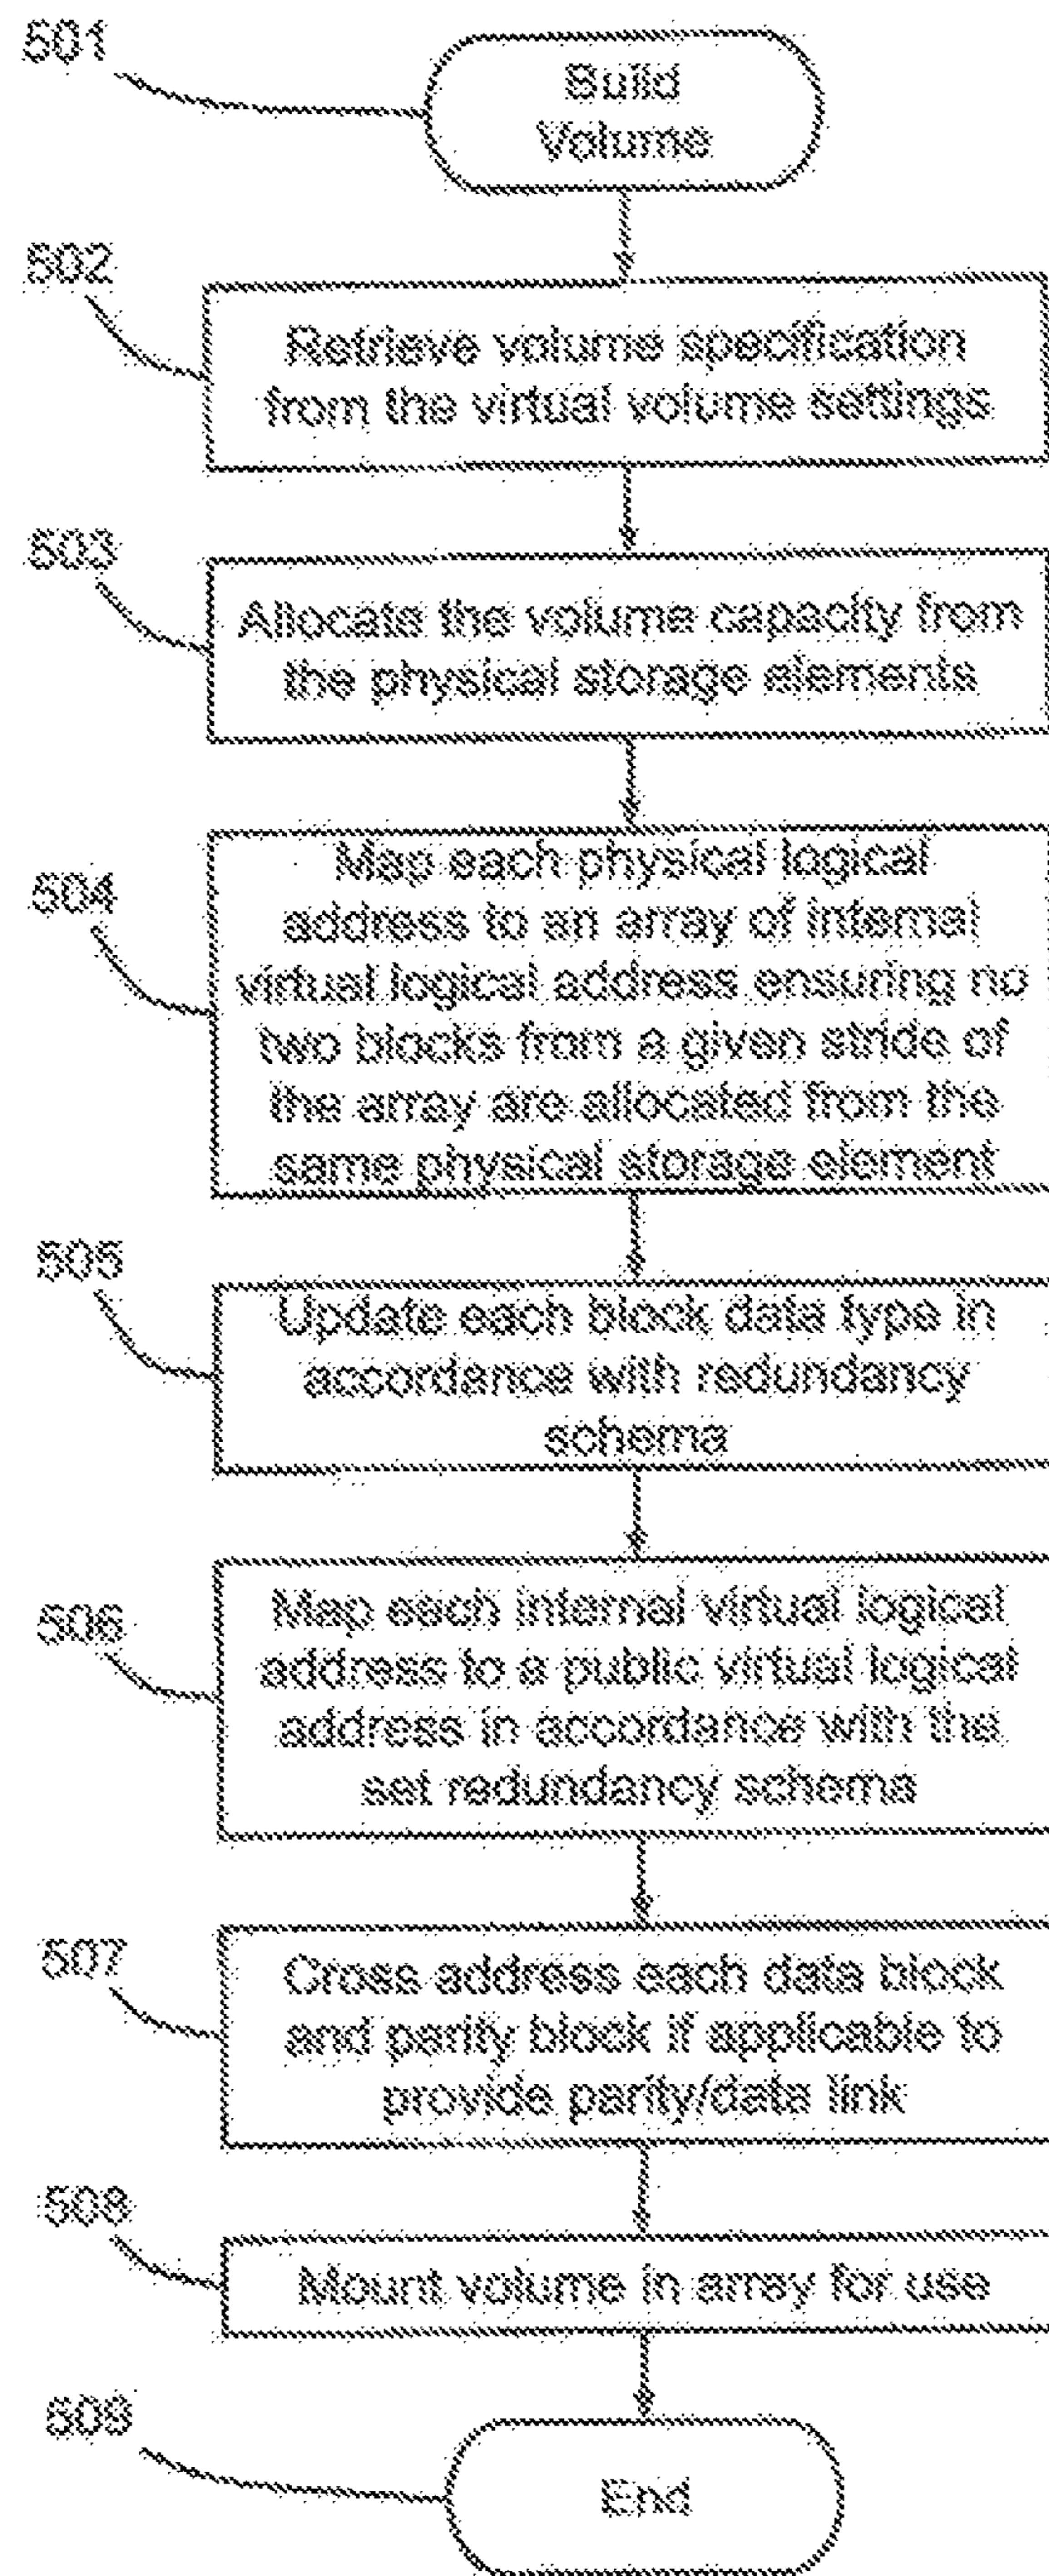 501
Build
Volume
502
Retrieve volume specification
from the virtual volume settings
503
Allocate the volume capacity from
the physical storage elements
504
Map each physical logical
address to an array of internal
virtual logical address ensuring no
two blocks from a given stride of
the array are allocated from the
same physical storage element
505
Update each block data type in
accordance with redundancy
schema
506
Map each internal virtual logical
address to a public virtual logical
address in accordance with the
set redundancy schema
507
Cross address each data block
and parity block if applicable to
provide parity/data link
508
Mount volume in array for use
509
End